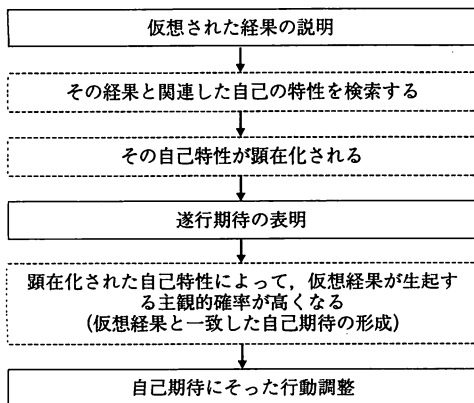 仮想された経果の説明
その経果と関連した自己の特性を検索する
その自己特性が顕在化される
遂行期待の表明
顕在化された自己特性によって，仮想経果が生起す
る主観的確率が高くなる
(仮想経果と一致した自己期待の形成)
自己期待にそった行動調整